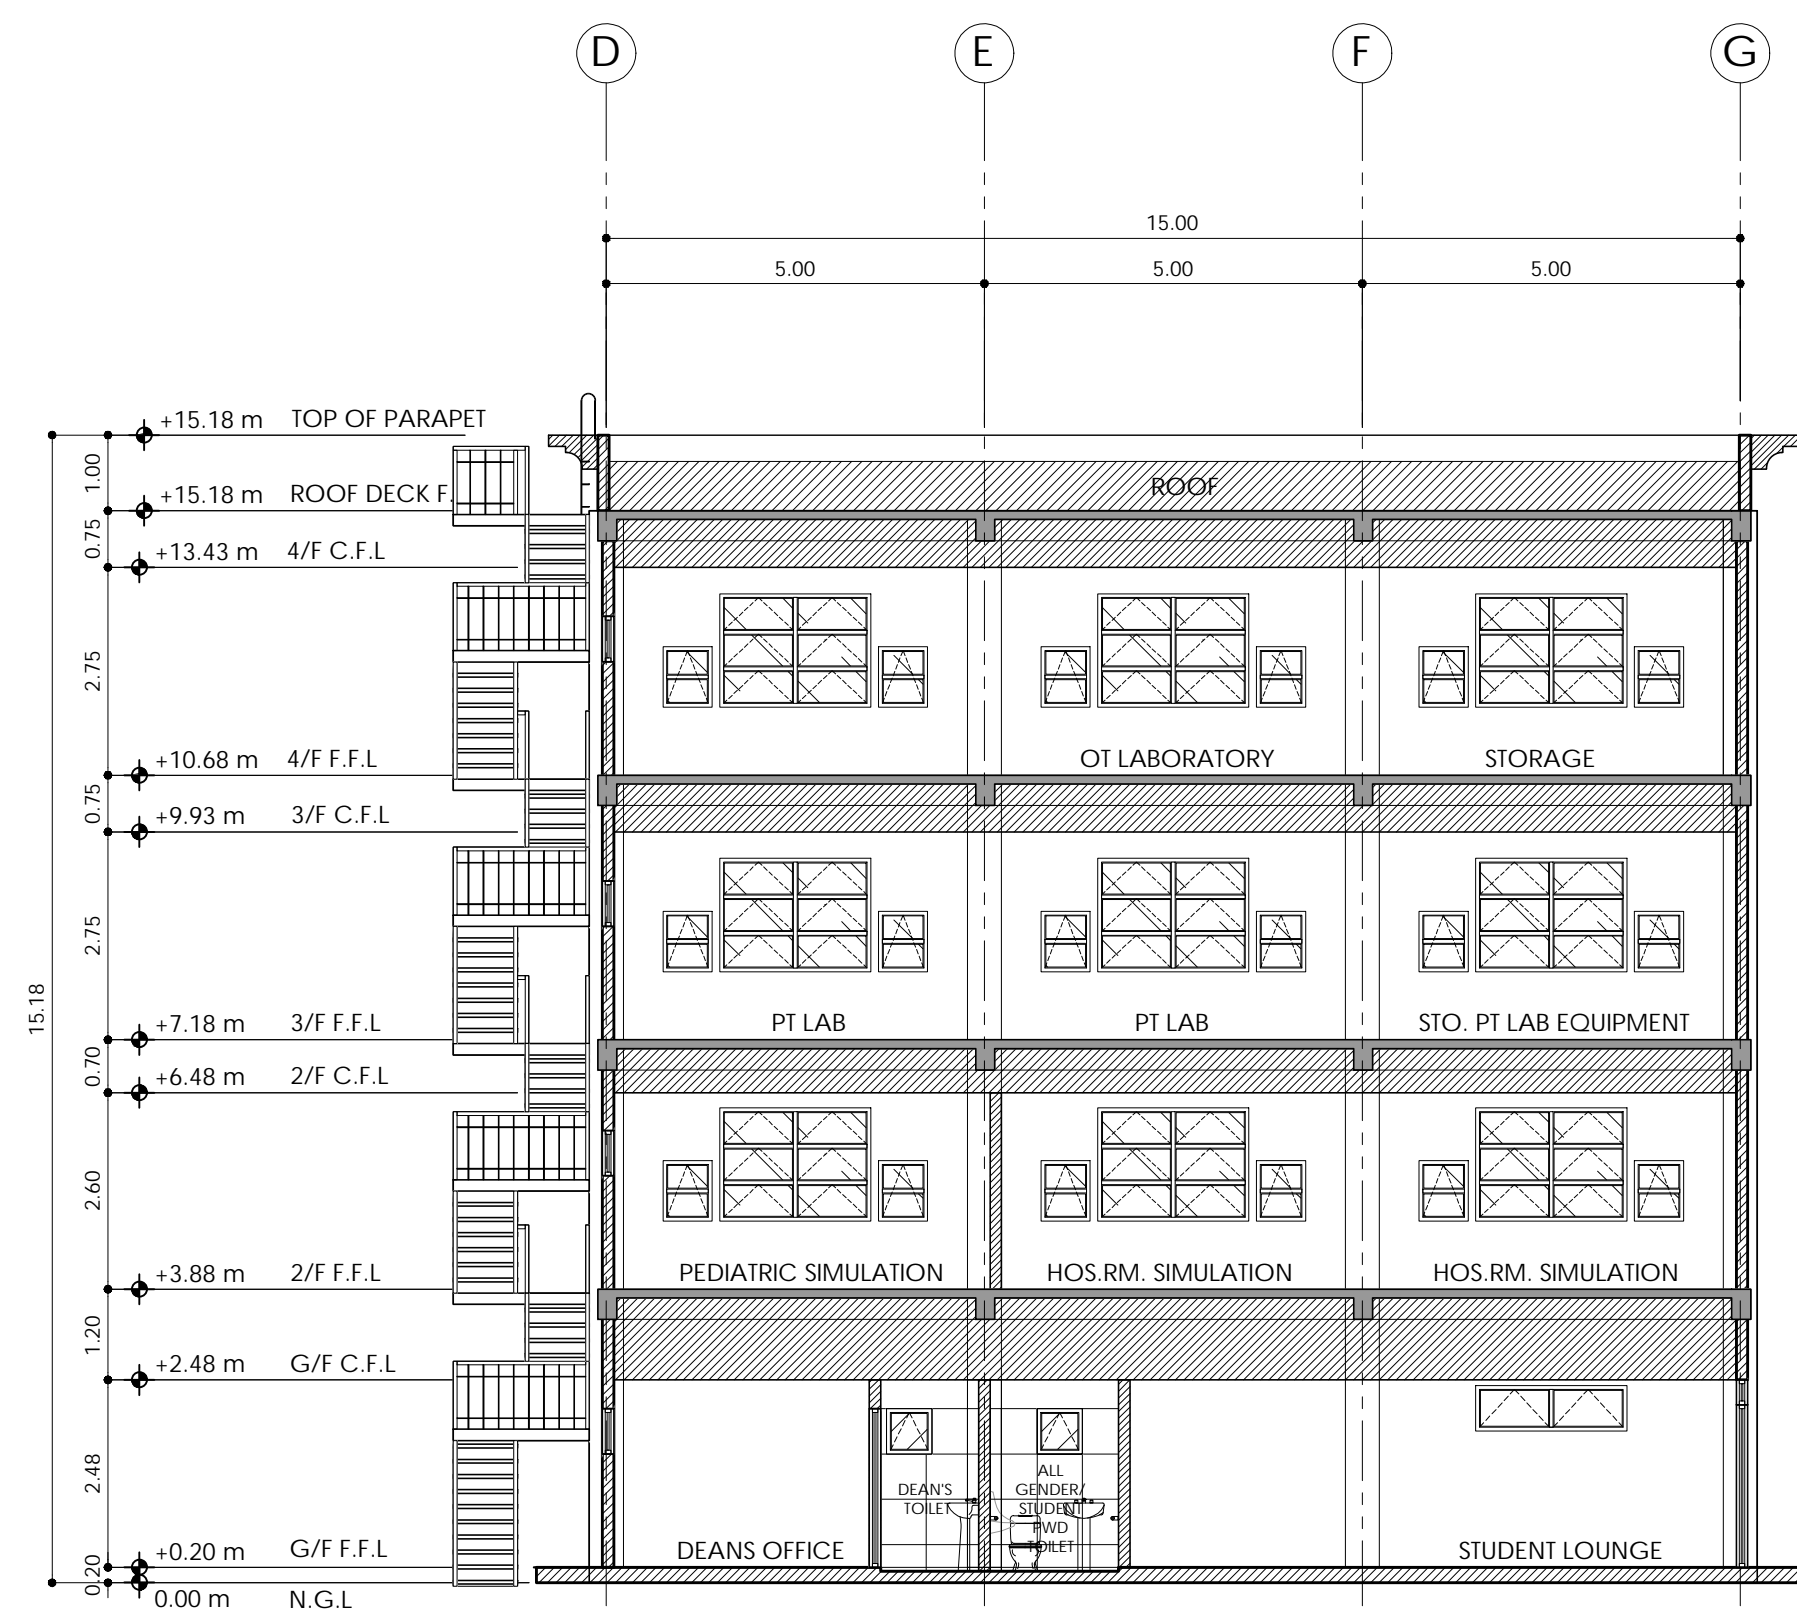 D E F G
15.00
5.00 5.00 5.00
+15.18 m TOP OF PARAPET
1.00
ROOF
+15.18 m ROOF DECK F.
0.75
+13.43 m 4/F C.F.L
2.75
OT LABORATORY STORAGE
+10.68 m 4/F F.F.L
0.75
+9.93 m 3/F C.F.L
2.75
15.18
PT LAB PT LAB STO. PT LAB EQUIPMENT
+7.18 m 3/F F.F.L
0.70
+6.48 m 2/F C.F.L
2.60
PEDIATRIC SIMULATION HOS.RM. SIMULATION HOS.RM. SIMULATION
+3.88 m 2/F F.F.L
1.20
+2.48 m G/F C.F.L
2.48
DEAN'S
TOILET
ALL
GENDER/
STUDENT
PWD
TOILET
DEANS OFFICE STUDENT LOUNGE
+0.20 m G/F F.F.L
0.20
0.00 m N.G.L